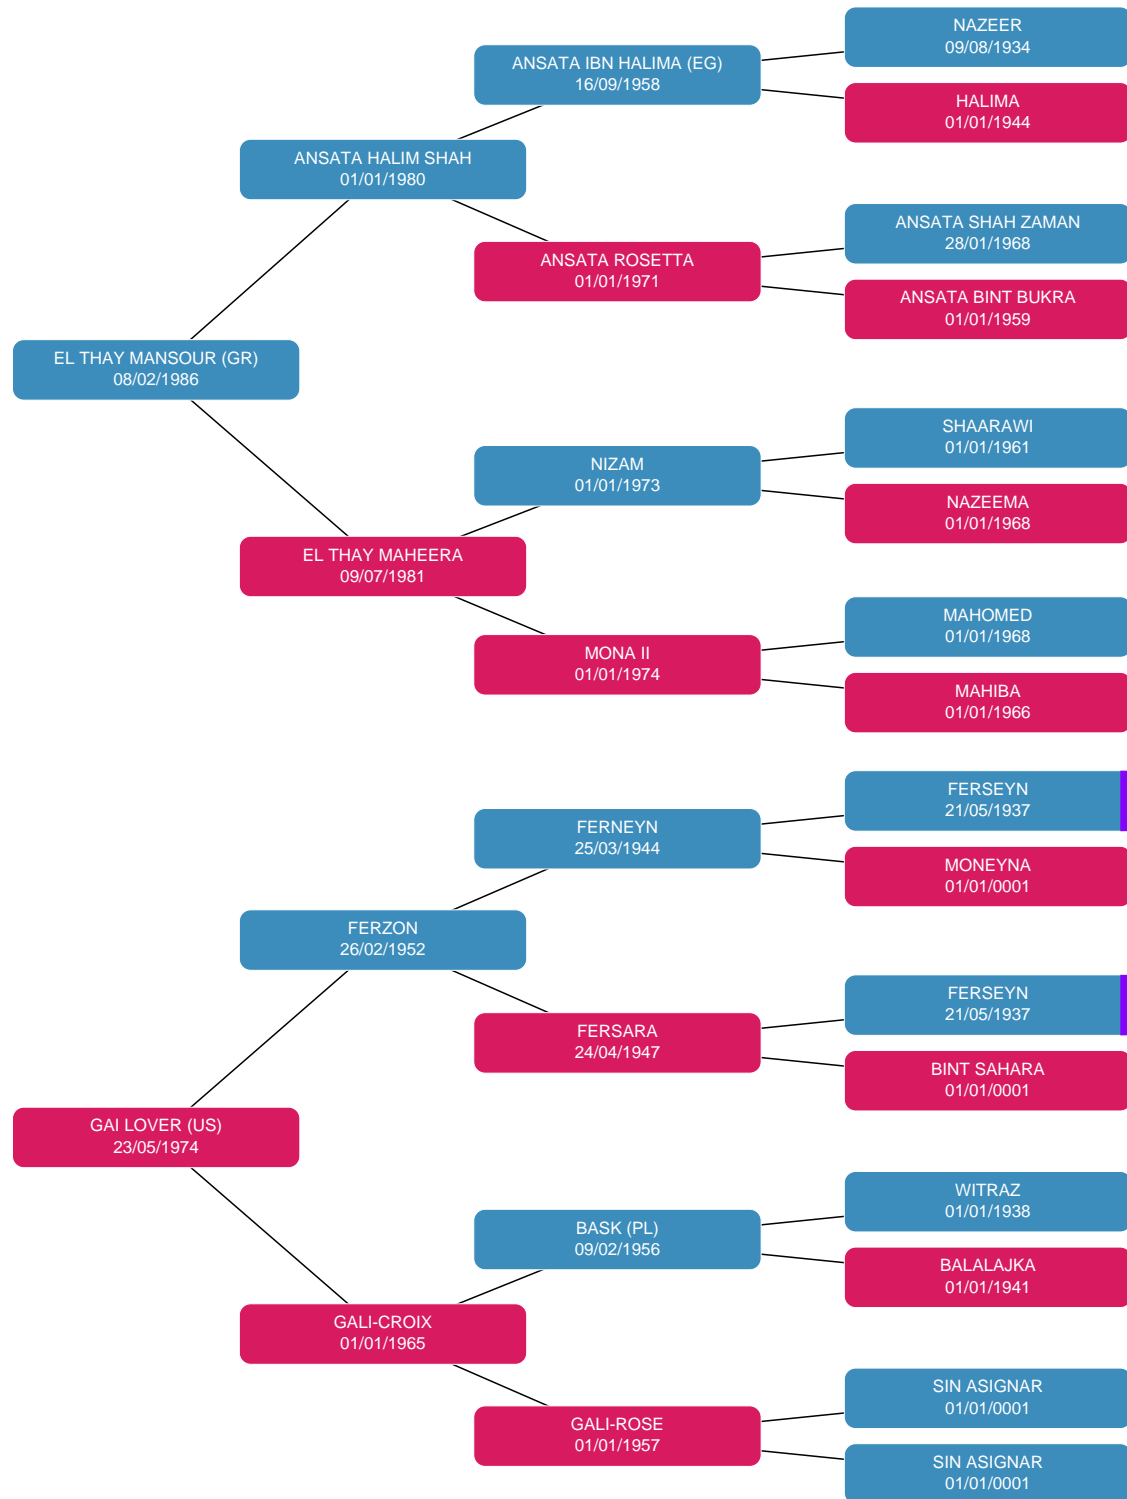 NAZEER
09/08/1934
ANSATA IBN HALIMA (EG)
16/09/1958
HALIMA
01/01/1944
ANSATA HALIM SHAH
01/01/1980
ANSATA SHAH ZAMAN
28/01/1968
ANSATA ROSETTA
01/01/1971
ANSATA BINT BUKRA
01/01/1959
EL THAY MANSOUR (GR)
08/02/1986
SHAARAWI
01/01/1961
NIZAM
01/01/1973
NAZEEMA
01/01/1968
EL THAY MAHEERA
09/07/1981
MAHOMED
01/01/1968
MONA II
01/01/1974
MAHIBA
01/01/1966
FERSEYN
21/05/1937
FERNEYN
25/03/1944
MONEYNA
01/01/0001
FERZON
26/02/1952
FERSEYN
21/05/1937
FERSARA
24/04/1947
BINT SAHARA
01/01/0001
GAI LOVER (US)
23/05/1974
WITRAZ
01/01/1938
BASK (PL)
09/02/1956
BALALAJKA
01/01/1941
GALI-CROIX
01/01/1965
SIN ASIGNAR
01/01/0001
GALI-ROSE
01/01/1957
SIN ASIGNAR
01/01/0001